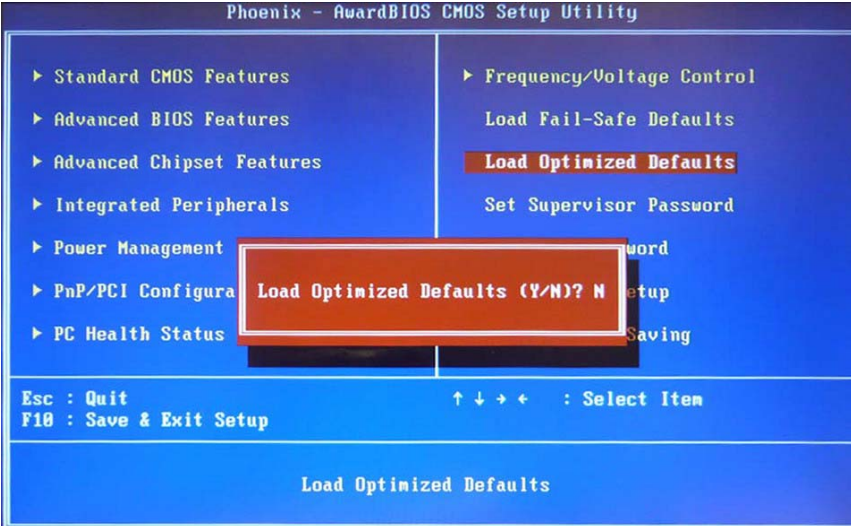 Phoenix - AwardBIOS CMOS Setup Utility
▶ Standard CMOS Features
▶ Advanced BIOS Features
▶ Advanced Chipset Features
▶ Integrated Peripherals
▶ Power Management
▶ PnP/PCI Configura
▶ PC Health Status
▶ Frequency/Voltage Control
Load Fail-Safe Defaults
Load Optimized Defaults
Set Supervisor Password
word
etup
Saving
Load Optimized Defaults (Y/N)? N
Esc : Quit
F10 : Save & Exit Setup
↑ ↓ → ← : Select Item
Load Optimized Defaults